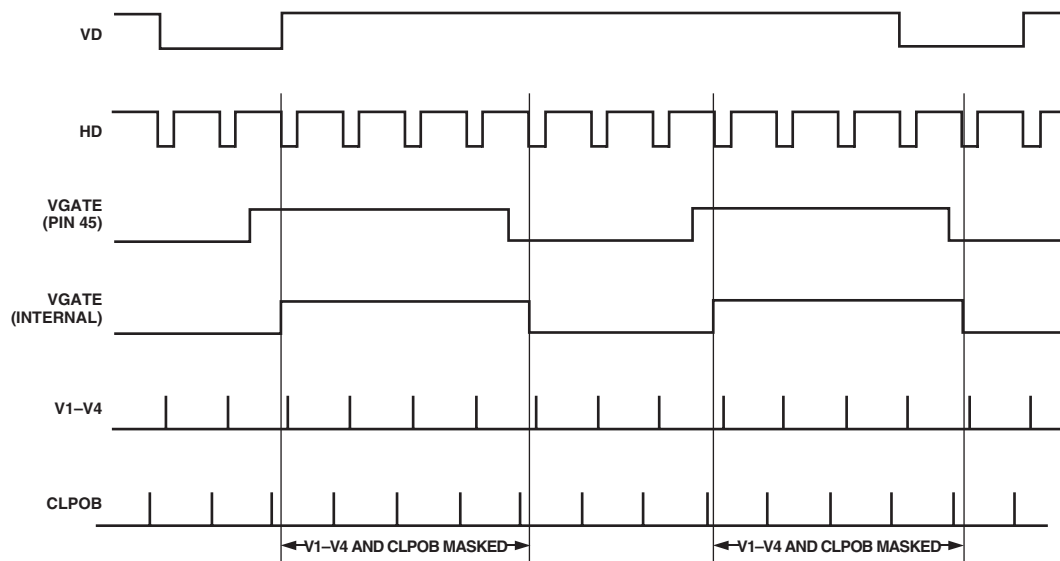 VD
HD
VGATE
(PIN 45)
VGATE
(INTERNAL)
V1–V4
CLPOB
V1–V4 AND CLPOB MASKED
V1–V4 AND CLPOB MASKED